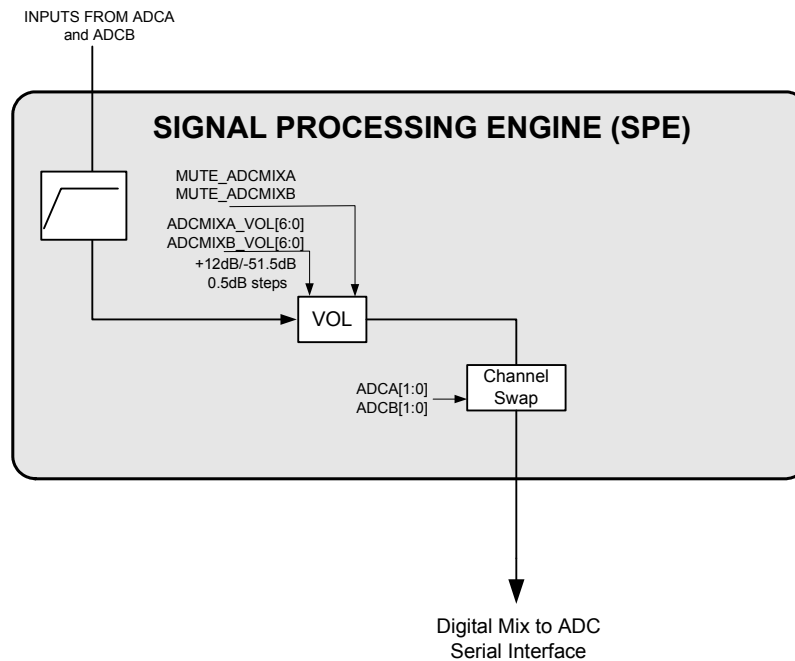 INPUTS FROM ADCA
and ADCB
SIGNAL PROCESSING ENGINE (SPE)
MUTE_ADCMIXA
MUTE_ADCMIXB
ADCMIXA_VOL[6:0]
ADCMIXB_VOL[6:0]
+12dB/-51.5dB
0.5dB steps
VOL
Channel
Swap
ADCA[1:0]
ADCB[1:0]
Digital Mix to ADC
Serial Interface